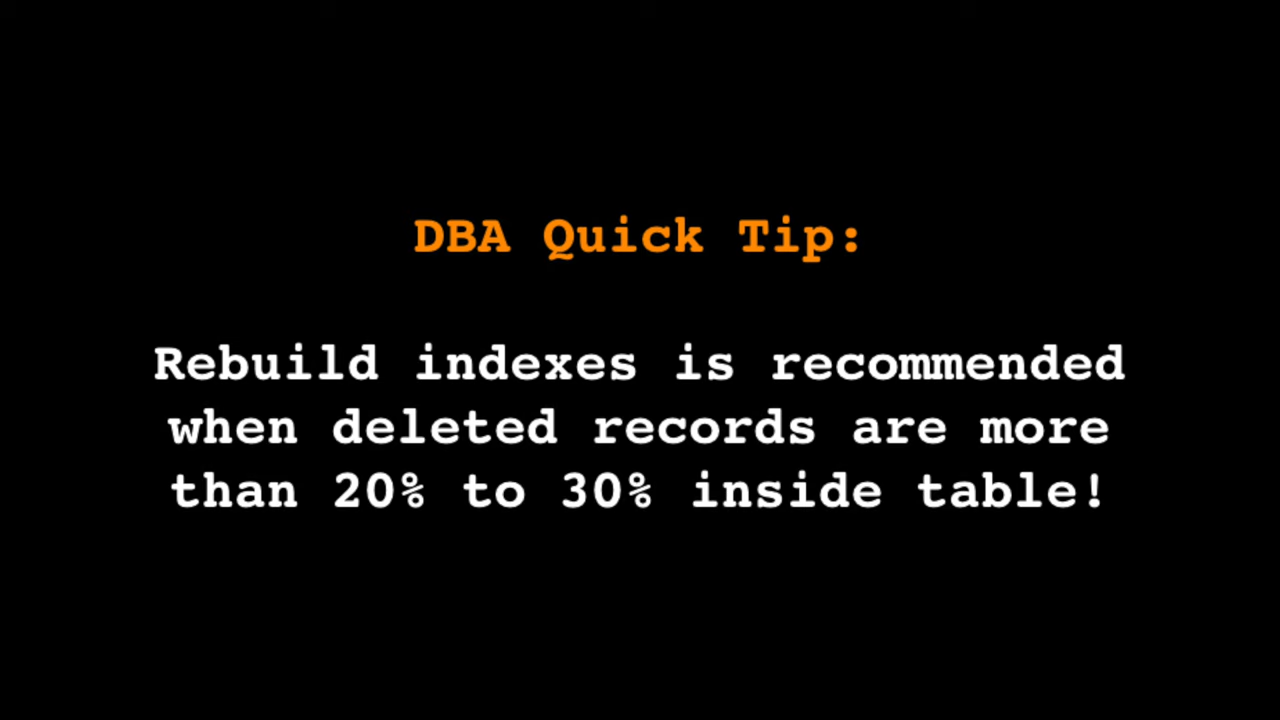 DBA Quick Tip:
Rebuild indexes is recommended
when deleted records are more
than 20% to 30% inside table!